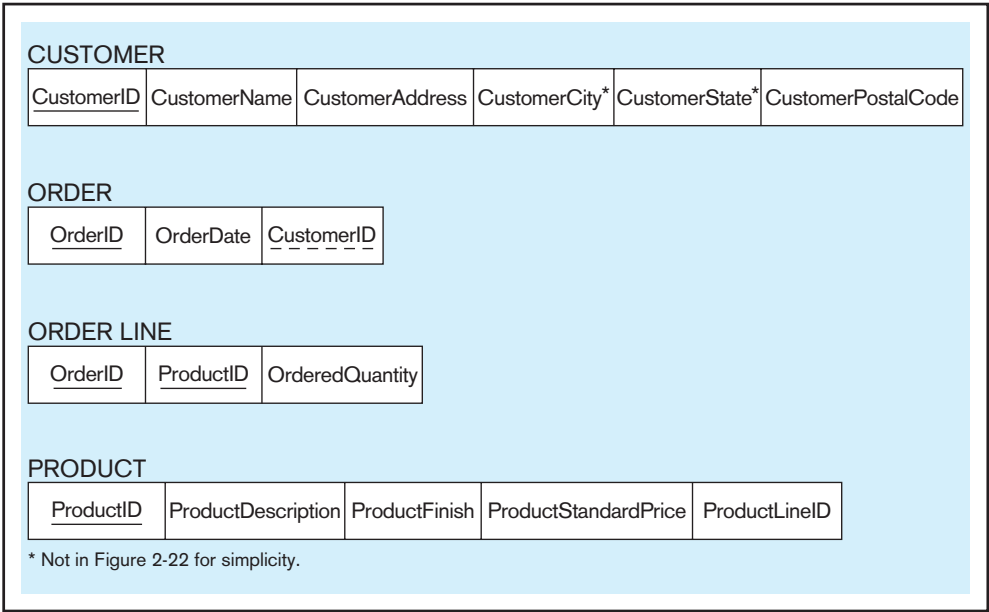 CUSTOMER
CustomerID CustomerName CustomerAddress CustomerCity* CustomerState* CustomerPostalCode
ORDER
OrderID OrderDate CustomerID
ORDER LINE
OrderID ProductID OrderedQuantity
PRODUCT
ProductID ProductDescription ProductFinish ProductStandardPrice ProductLineID
* Not in Figure 2-22 for simplicity.